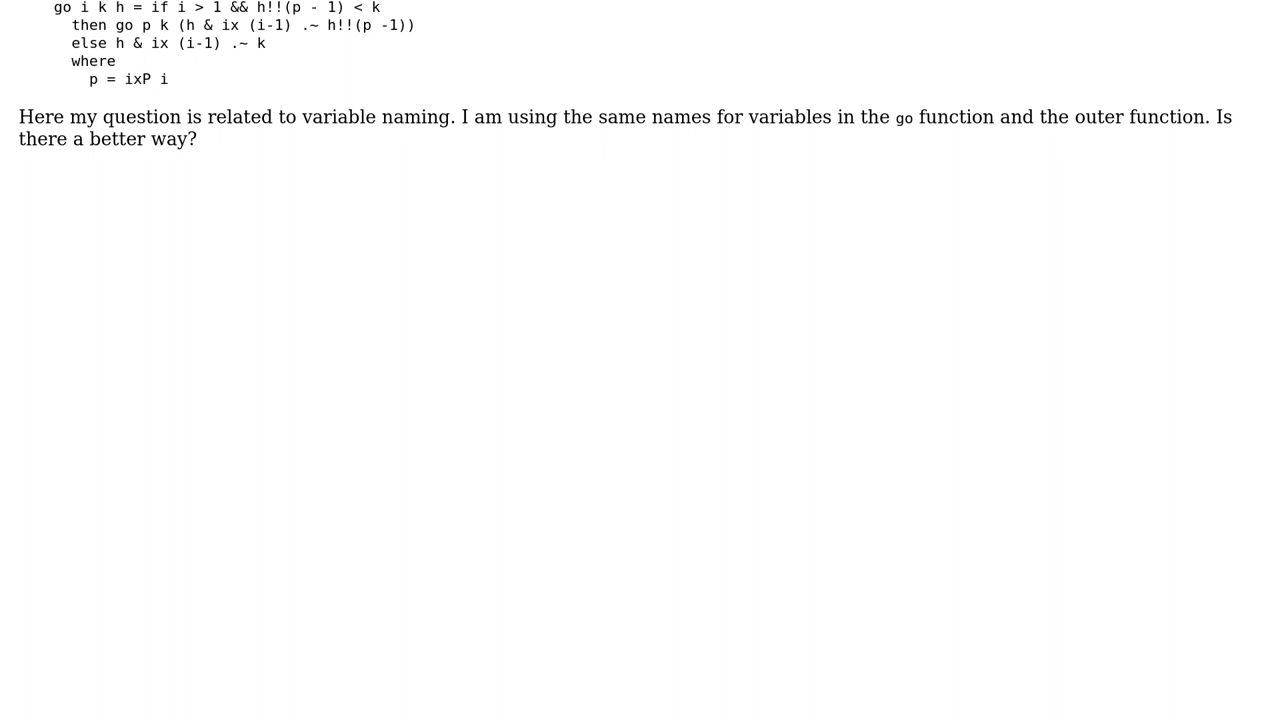 go i k h = if i > 1 && h!!(p - 1) < k
then go p k (h & ix (i-1) .~ h!!(p -1))
else h & ix (i-1) .~ k
where
p = ixP i
Here my question is related to variable naming. I am using the same names for variables in the go function and the outer function. Is
there a better way?